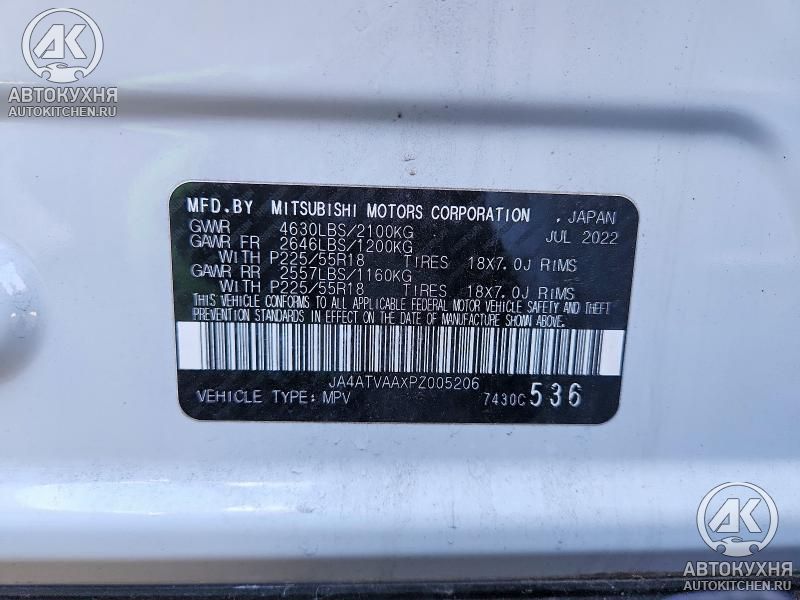 АК
АВТОКУХНЯ
AUTOKITCHEN.RU
MFD.BY MITSUBISHI MOTORS CORPORATION , JAPAN
GVWR 4630LBS/2100KG JUL 2022
GAWR FR 2646LBS/1200KG
WITH P225/55R18 TIRES 18X7.0J RIMS
GAWR RR 2557LBS/1160KG
WITH P225/55R18 TIRES 18X7.0J RIMS
THIS VEHICLE CONFORMS TO ALL APPLICABLE FEDERAL MOTOR VEHICLE SAFETY AND THEFT
PREVENTION STANDARDS IN EFFECT ON THE DATE OF MANUFACTURE SHOWN ABOVE.
JA4ATVAAXPZ005206
VEHICLE TYPE: MPV 7430C 536
АК
АВТОКУХНЯ
AUTOKITCHEN.RU